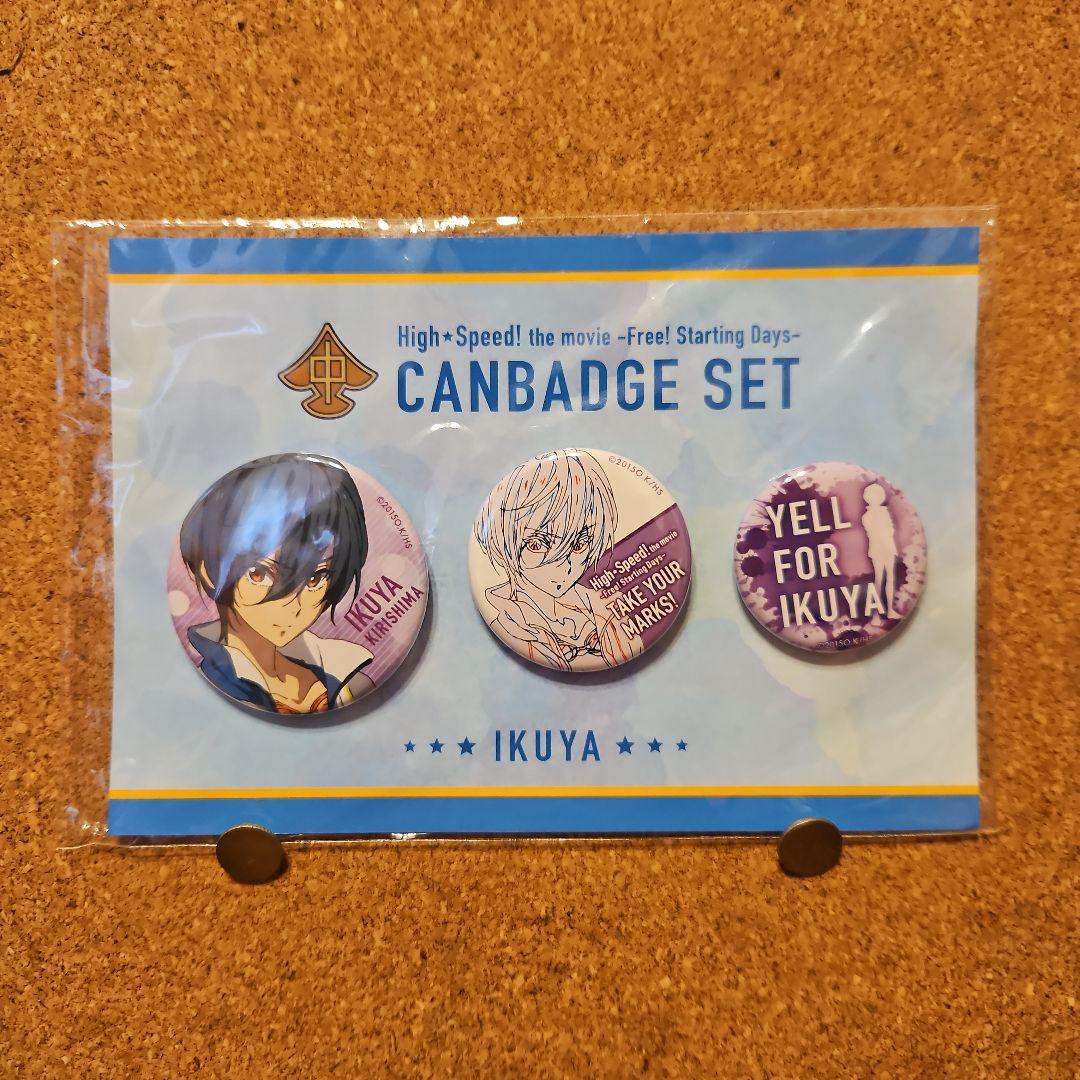 High★Speed! the movie -Free! Starting Days-
中
CANBADGE SET
©2015O.K/HS
IKUYA
KIRISHIMA
©2015O.K/HS
High★Speed! the movie
-Free! Starting Days-
TAKE YOUR
MARKS!
YELL
FOR
IKUYA
©2015O.K/HS
★★★ IKUYA ★★★